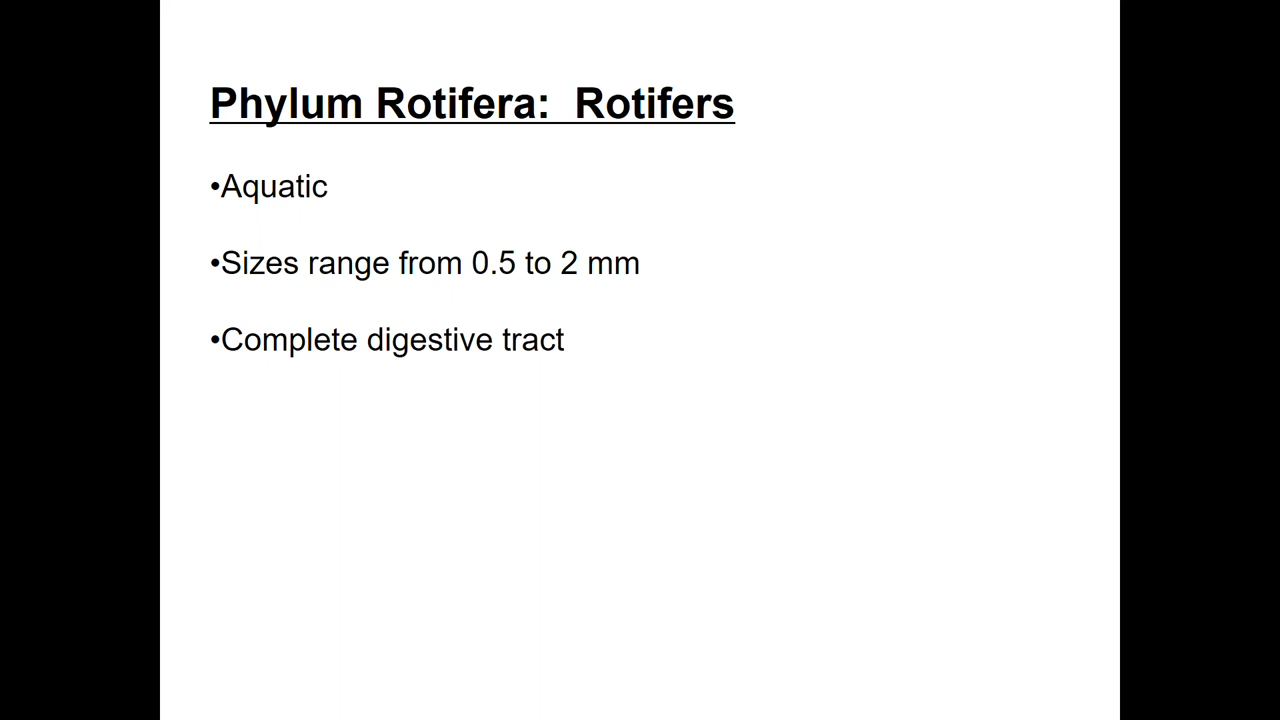 Phylum Rotifera:  Rotifers
•Aquatic
•Sizes range from 0.5 to 2 mm
•Complete digestive tract